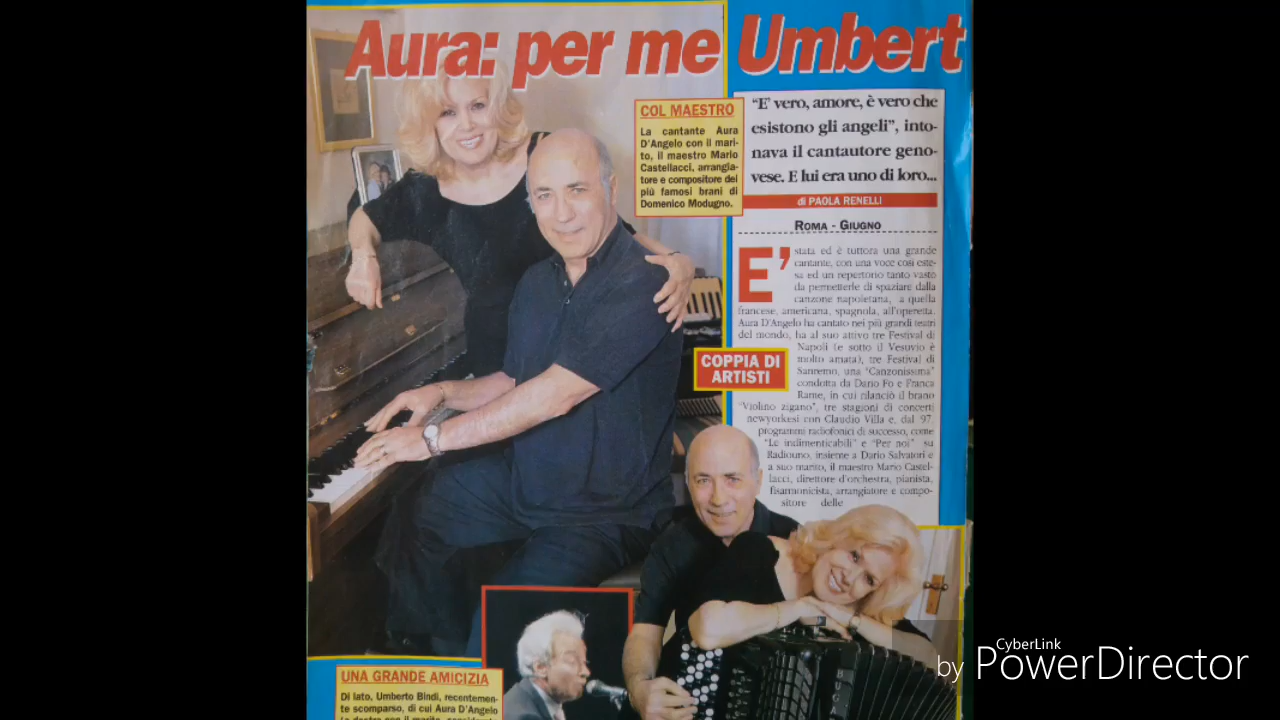 Aura: per me Umbert
COL MAESTRO
La cantante Aura
D'Angelo con il mari-
to, il maestro Mario
Castellacci, arrangia-
tore e compositore dei
più famosi brani di
Domenico Modugno.
"E' vero, amore, è vero che
esistono gli angeli", into-
nava il cantautore geno-
vese. E lui era uno di loro...
di PAOLA RENELLI
ROMA - GIUGNO
E' stata ed è tuttora una grande
cantante, con una voce così este-
sa ed un repertorio tanto vasto
da permetterle di spaziare dalla
canzone napoletana, a quella
francese, americana, spagnola, all'operetta.
Aura D'Angelo ha cantato nei più grandi teatri
del mondo, ha al suo attivo tre Festival di
Napoli (e sotto il Vesuvio è
molto amata), tre Festival di
Sanremo, una "Canzonissima"
condotta da Dario Fo e Franca
Rame, in cui rilanciò il brano
"Violino zigano", tre stagioni di concerti
newyorkesi con Claudio Villa e, dal 97,
programmi radiofonici di successo, come
"Le indimenticabili" e "Per noi" su
Radiouno, insieme a Dario Salvatori e
a suo marito, il maestro Mario Castel-
lacci, direttore d'orchestra, pianista,
fisarmonicista, arrangiatore e compo-
sitore delle
COPPIA DI
ARTISTI
UNA GRANDE AMICIZIA
Di lato, Umberto Bindi, recentemen-
te scomparso, di cui Aura D'Angelo
CyberLink
by PowerDirector